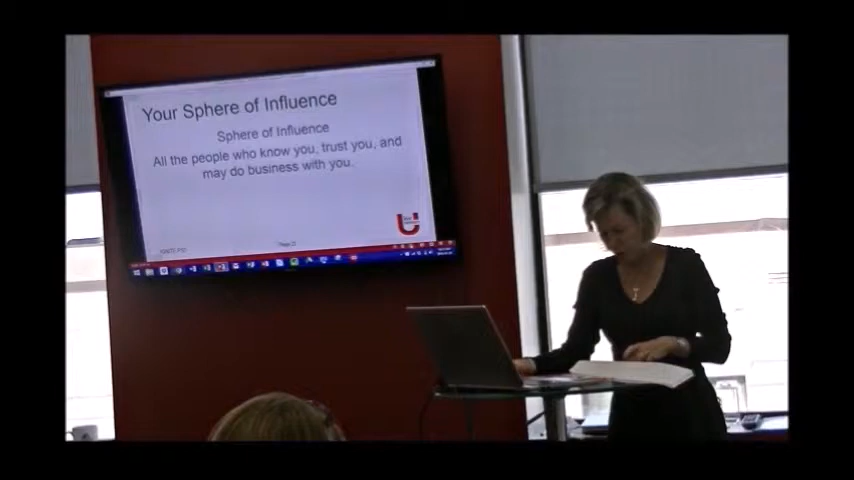 Your Sphere of Influence
Sphere of Influence
All the people who know you, trust you, and
may do business with you.